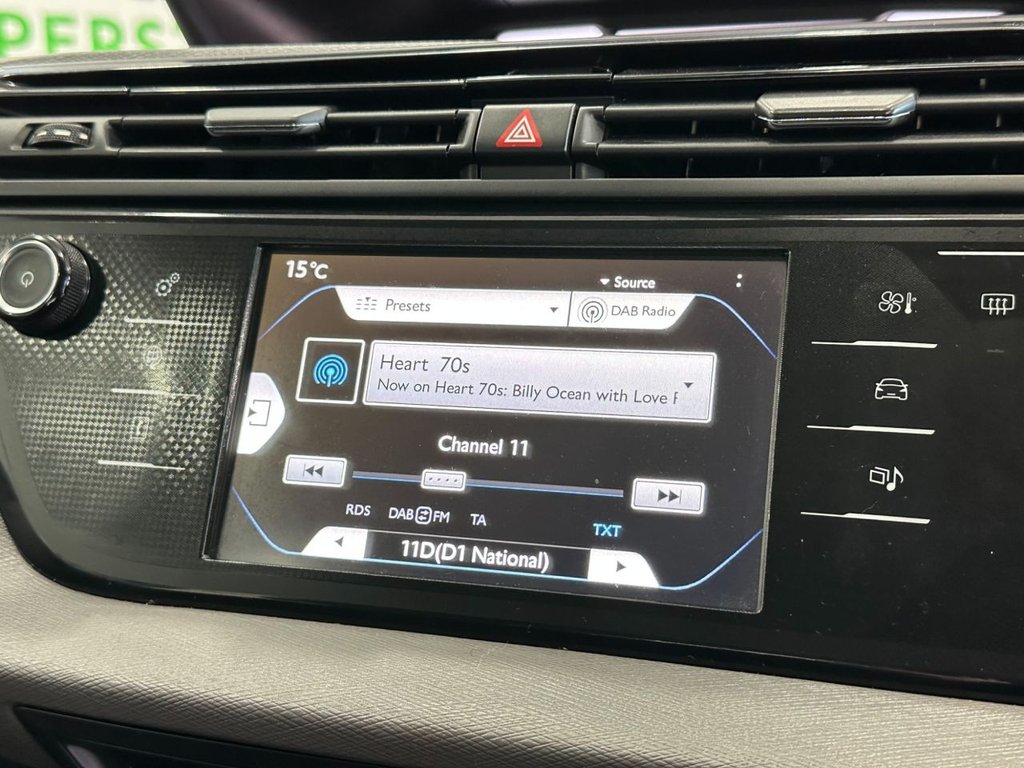 PERS
15°C
Source
Presets
DAB Radio
Heart 70s
Now on Heart 70s: Billy Ocean with Love F
Channel 11
RDS DAB FM TA TXT
11D(D1 National)